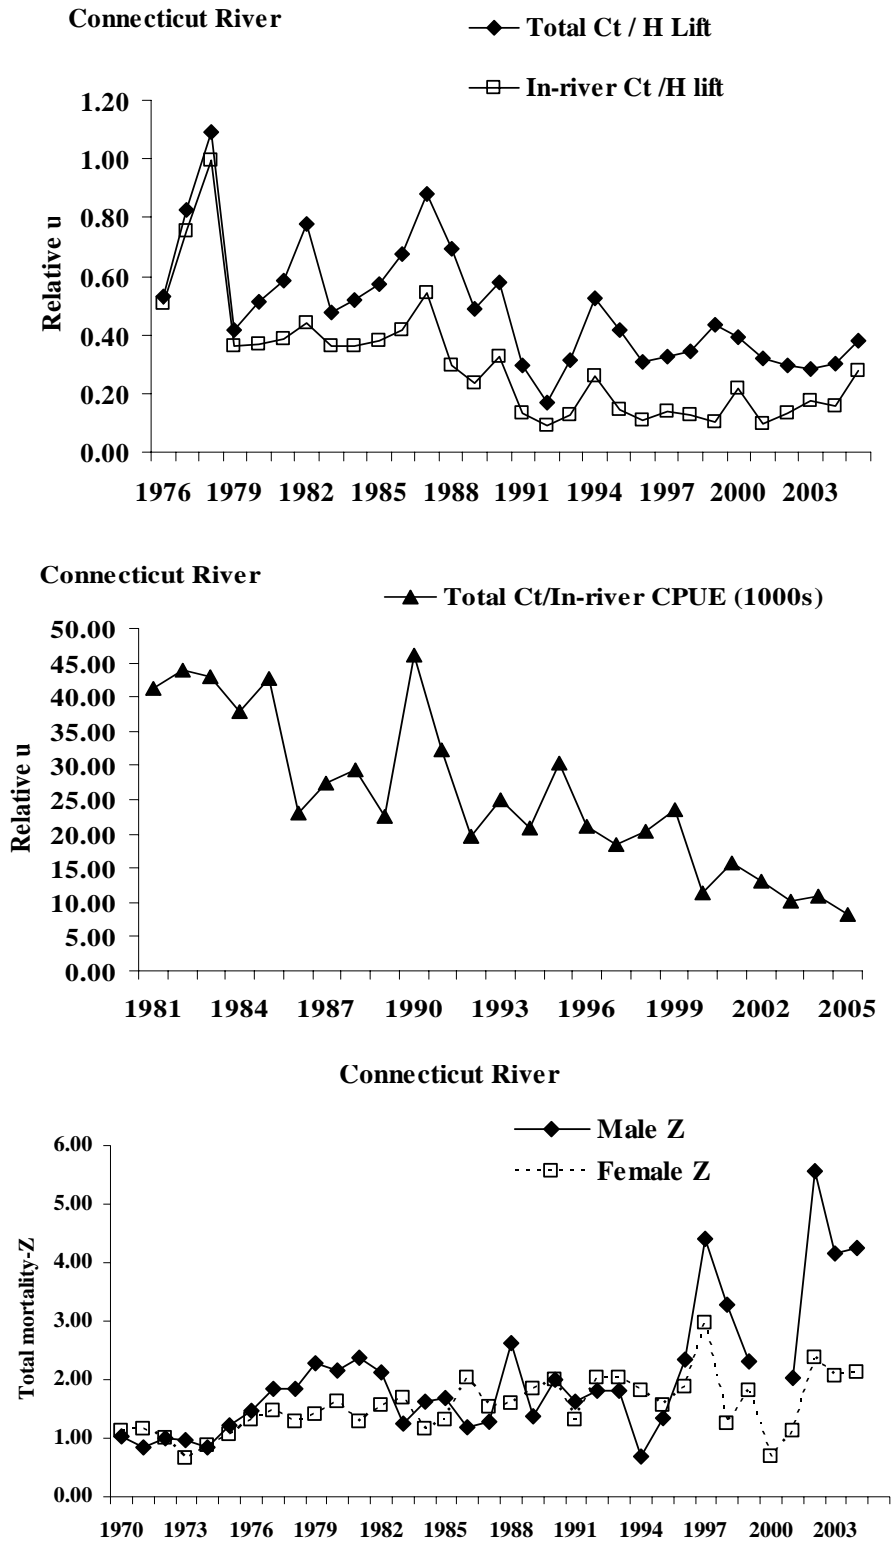 Connecticut River
Total Ct / H Lift
In-river Ct /H lift
1.20
1.00
0.80
0.60
0.40
0.20
0.00
Relative u
1976 1979 1982 1985 1988 1991 1994 1997 2000 2003
Connecticut River
Total Ct/In-river CPUE (1000s)
50.00
45.00
40.00
35.00
30.00
25.00
20.00
15.00
10.00
5.00
0.00
Relative u
1981 1984 1987 1990 1993 1996 1999 2002 2005
Connecticut River
Male Z
Female Z
6.00
5.00
4.00
3.00
2.00
1.00
0.00
Total mortality-Z
1970 1973 1976 1979 1982 1985 1988 1991 1994 1997 2000 2003